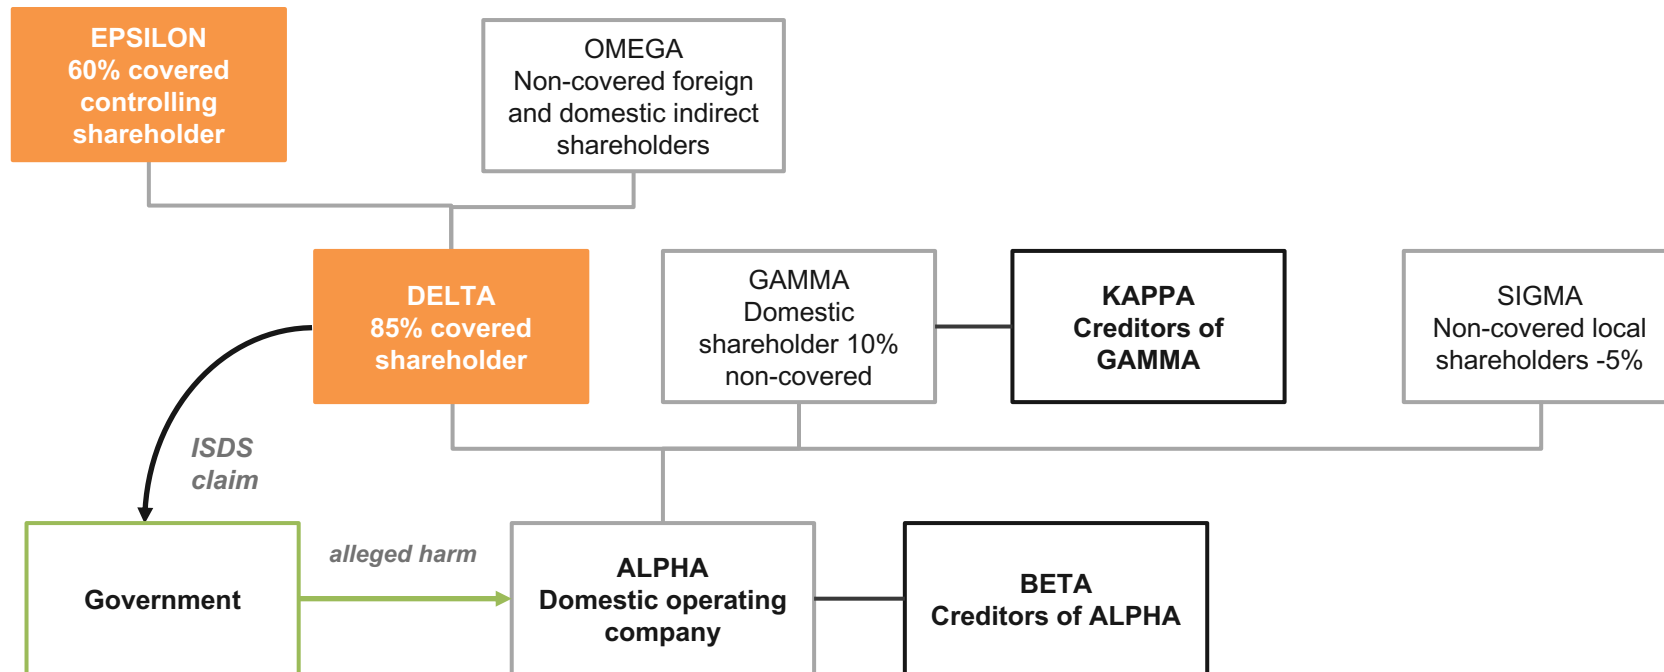 EPSILON
60% covered
controlling
shareholder
OMEGA
Non-covered foreign
and domestic indirect
shareholders
DELTA
85% covered
shareholder
GAMMA
Domestic
shareholder 10%
non-covered
KAPPA
Creditors of
GAMMA
SIGMA
Non-covered local
shareholders -5%
ISDS
claim
Government
alleged harm
ALPHA
Domestic operating
company
BETA
Creditors of ALPHA